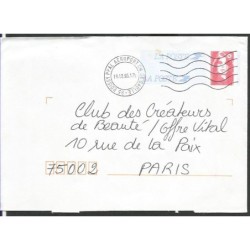 Club des Créateurs
de Beauté / Offre Vital
10 rue de la Paix
75002 PARIS